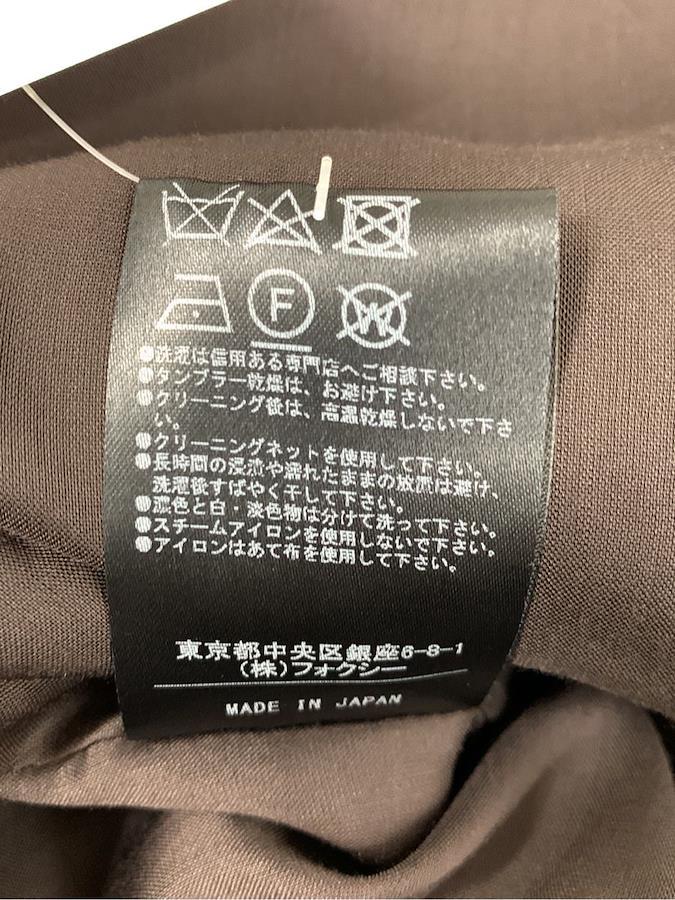 F
W
●洗濯は信用ある専門店へご相談下さい。
●タンブラー乾燥は、お避け下さい。
●クリーニング後は、高温乾燥しないで下さ
い。
●クリーニングネットを使用して下さい。
●長時間の浸漬や濡れたままの放置は避け、
洗濯後すばやく干して下さい。
●濃色と白・淡色物は分けて洗って下さい。
●スチームアイロンを使用しないで下さい。
●アイロンはあて布を使用して下さい。
東京都中央区銀座6-8-1
(株)フォクシー
MADE IN JAPAN